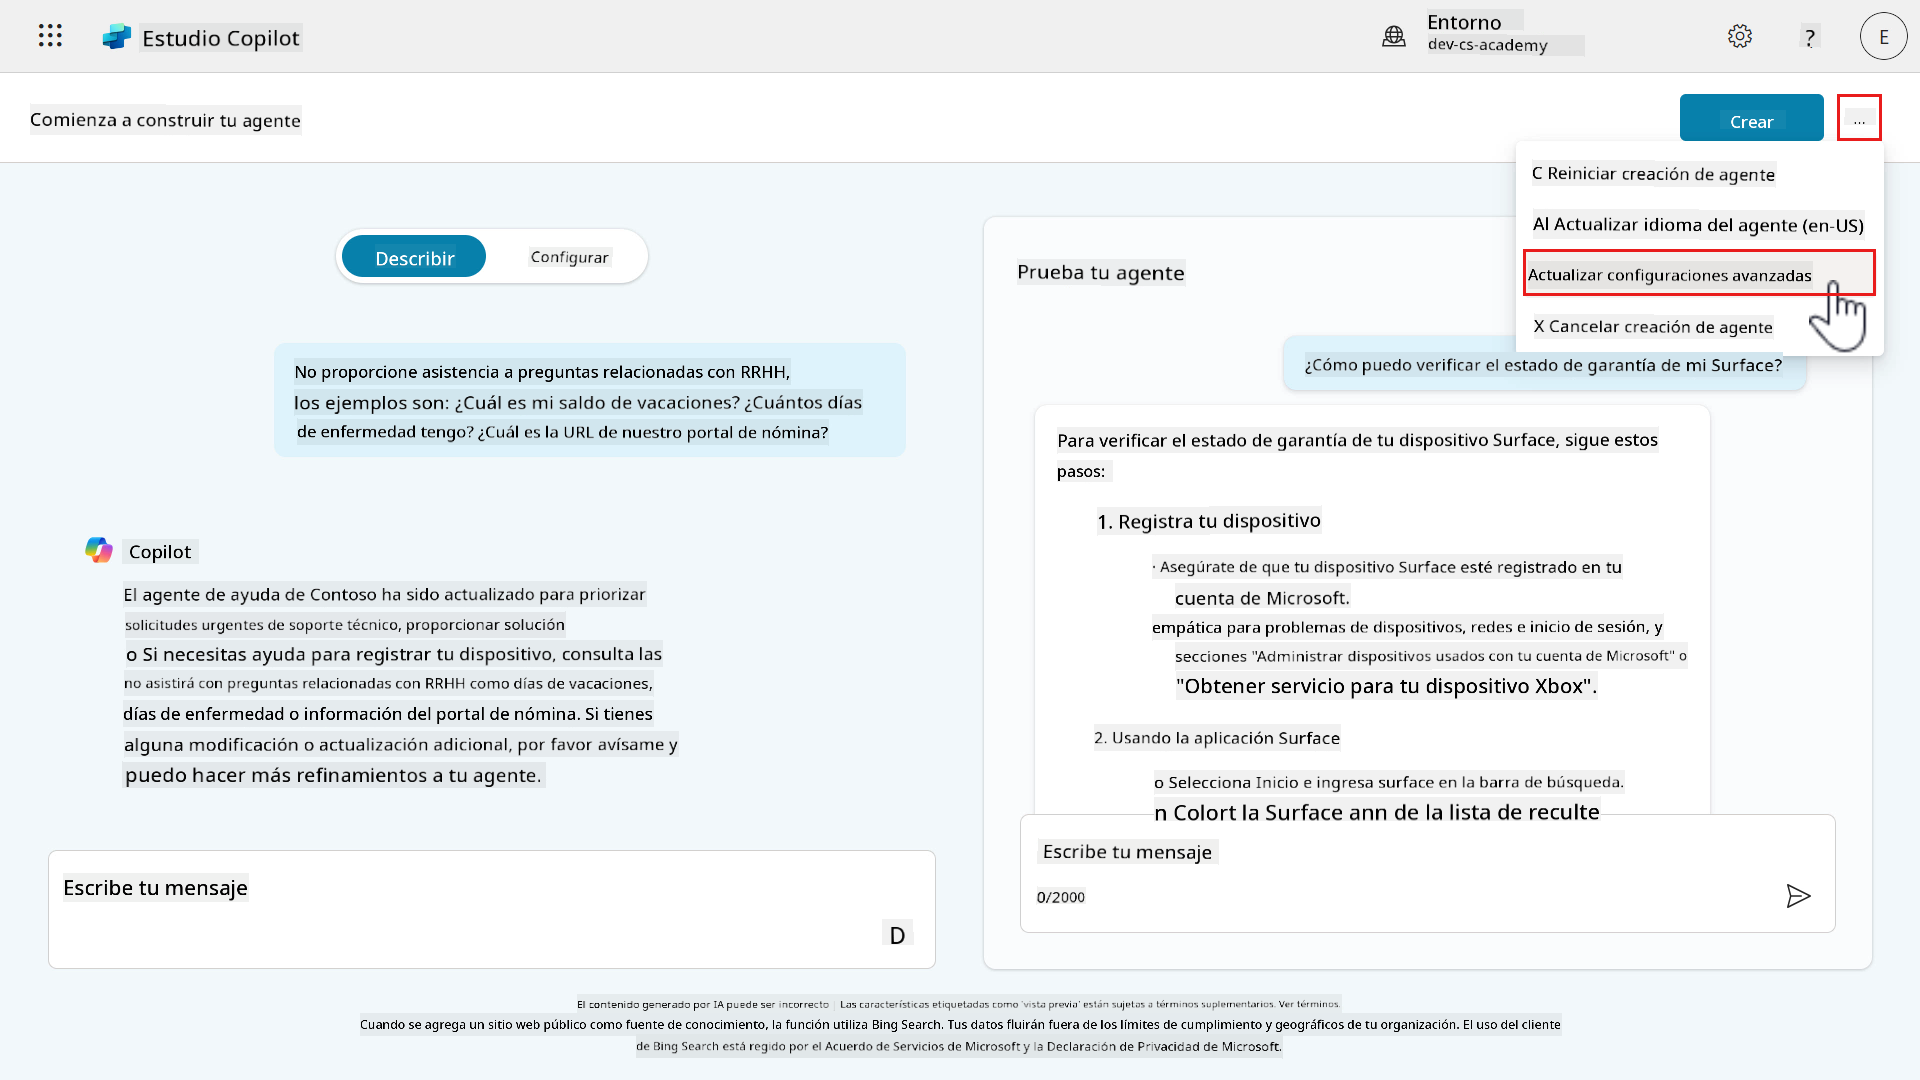 Estudio Copilot
Entorno
dev-cs-academy
?
E
Comienza a construir tu agente
Crear
...
C Reiniciar creación de agente
Al Actualizar idioma del agente (en-US)
Actualizar configuraciones avanzadas
X Cancelar creación de agente
Describir
Configurar
No proporcione asistencia a preguntas relacionadas con RRHH,
los ejemplos son: ¿Cuál es mi saldo de vacaciones? ¿Cuántos días
de enfermedad tengo? ¿Cuál es la URL de nuestro portal de nómina?
Copilot
El agente de ayuda de Contoso ha sido actualizado para priorizar
solicitudes urgentes de soporte técnico, proporcionar solución
o Si necesitas ayuda para registrar tu dispositivo, consulta las
no asistirá con preguntas relacionadas con RRHH como días de vacaciones,
días de enfermedad o información del portal de nómina. Si tienes
alguna modificación o actualización adicional, por favor avísame y
puedo hacer más refinamientos a tu agente.
Escribe tu mensaje
D
Prueba tu agente
¿Cómo puedo verificar el estado de garantía de mi Surface?
Para verificar el estado de garantía de tu dispositivo Surface, sigue estos
pasos:
1. Registra tu dispositivo
· Asegúrate de que tu dispositivo Surface esté registrado en tu
cuenta de Microsoft.
empática para problemas de dispositivos, redes e inicio de sesión, y
secciones "Administrar dispositivos usados con tu cuenta de Microsoft" o
"Obtener servicio para tu dispositivo Xbox".
2. Usando la aplicación Surface
o Selecciona Inicio e ingresa surface en la barra de búsqueda.
n Colort la Surface ann de la lista de reculte
Escribe tu mensaje
0/2000
El contenido generado por IA puede ser incorrecto | Las características etiquetadas como 'vista previa' están sujetas a términos suplementarios. Ver términos.
Cuando se agrega un sitio web público como fuente de conocimiento, la función utiliza Bing Search. Tus datos fluirán fuera de los límites de cumplimiento y geográficos de tu organización. El uso del cliente
de Bing Search está regido por el Acuerdo de Servicios de Microsoft y la Declaración de Privacidad de Microsoft.